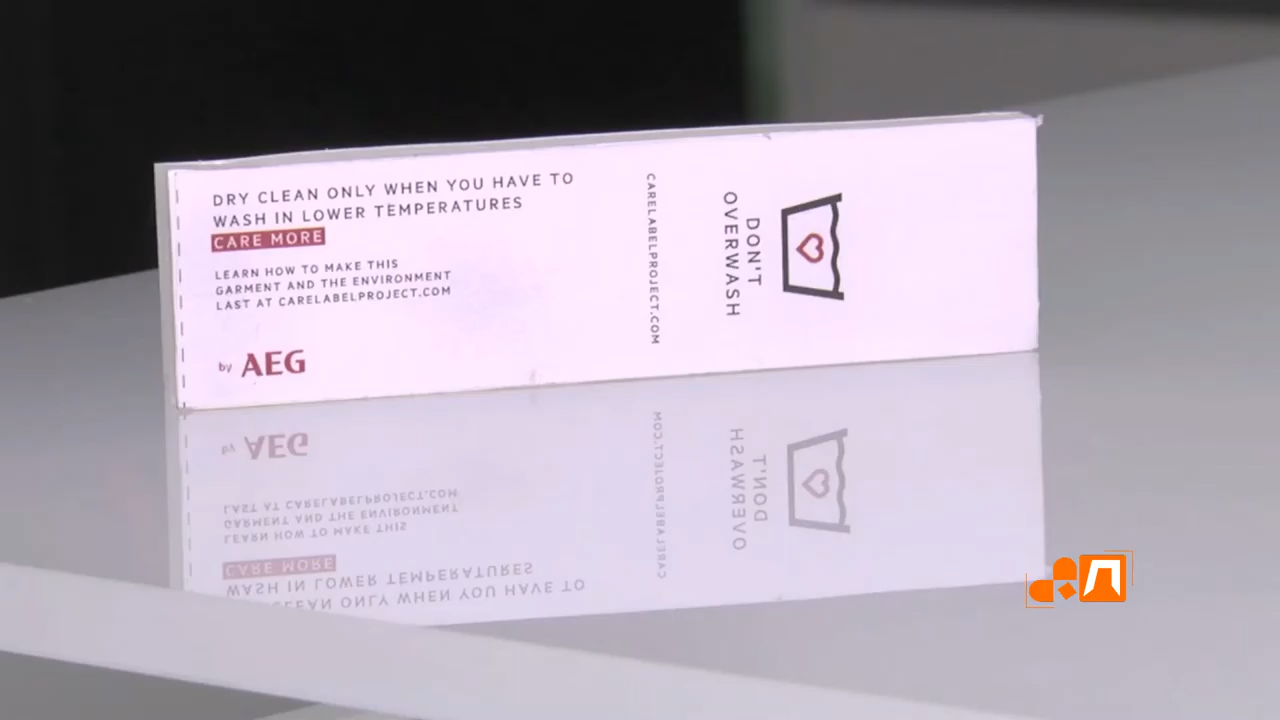 DRY CLEAN ONLY WHEN YOU HAVE TO
WASH IN LOWER TEMPERATURES
CARE MORE
LEARN HOW TO MAKE THIS
GARMENT AND THE ENVIRONMENT
LAST AT CARELABELPROJECT.COM
by AEG
CARELABELPROJECT.COM
DON'T
OVERWASH
Л